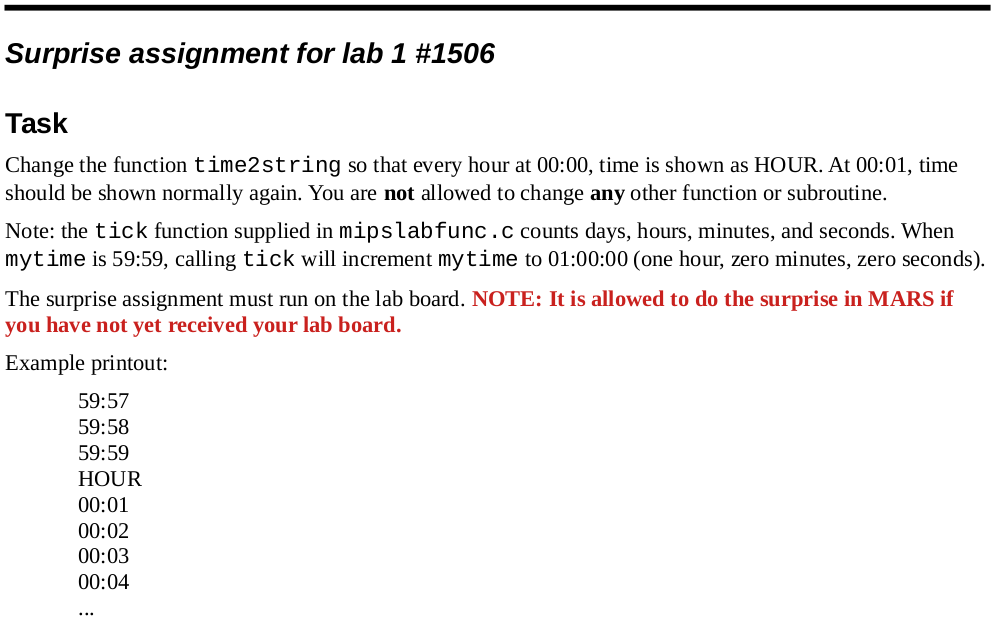 Surprise assignment for lab 1 #1506
Task
Change the function time2string so that every hour at 00:00, time is shown as HOUR. At 00:01, time
should be shown normally again. You are not allowed to change any other function or subroutine.
Note: the tick function supplied in mipslabfunc.c counts days, hours, minutes, and seconds. When
mytime is 59:59, calling tick will increment mytime to 01:00:00 (one hour, zero minutes, zero seconds).
The surprise assignment must run on the lab board. NOTE: It is allowed to do the surprise in MARS if
you have not yet received your lab board.
Example printout:
59:57
59:58
59:59
HOUR
00:01
00:02
00:03
00:04
...